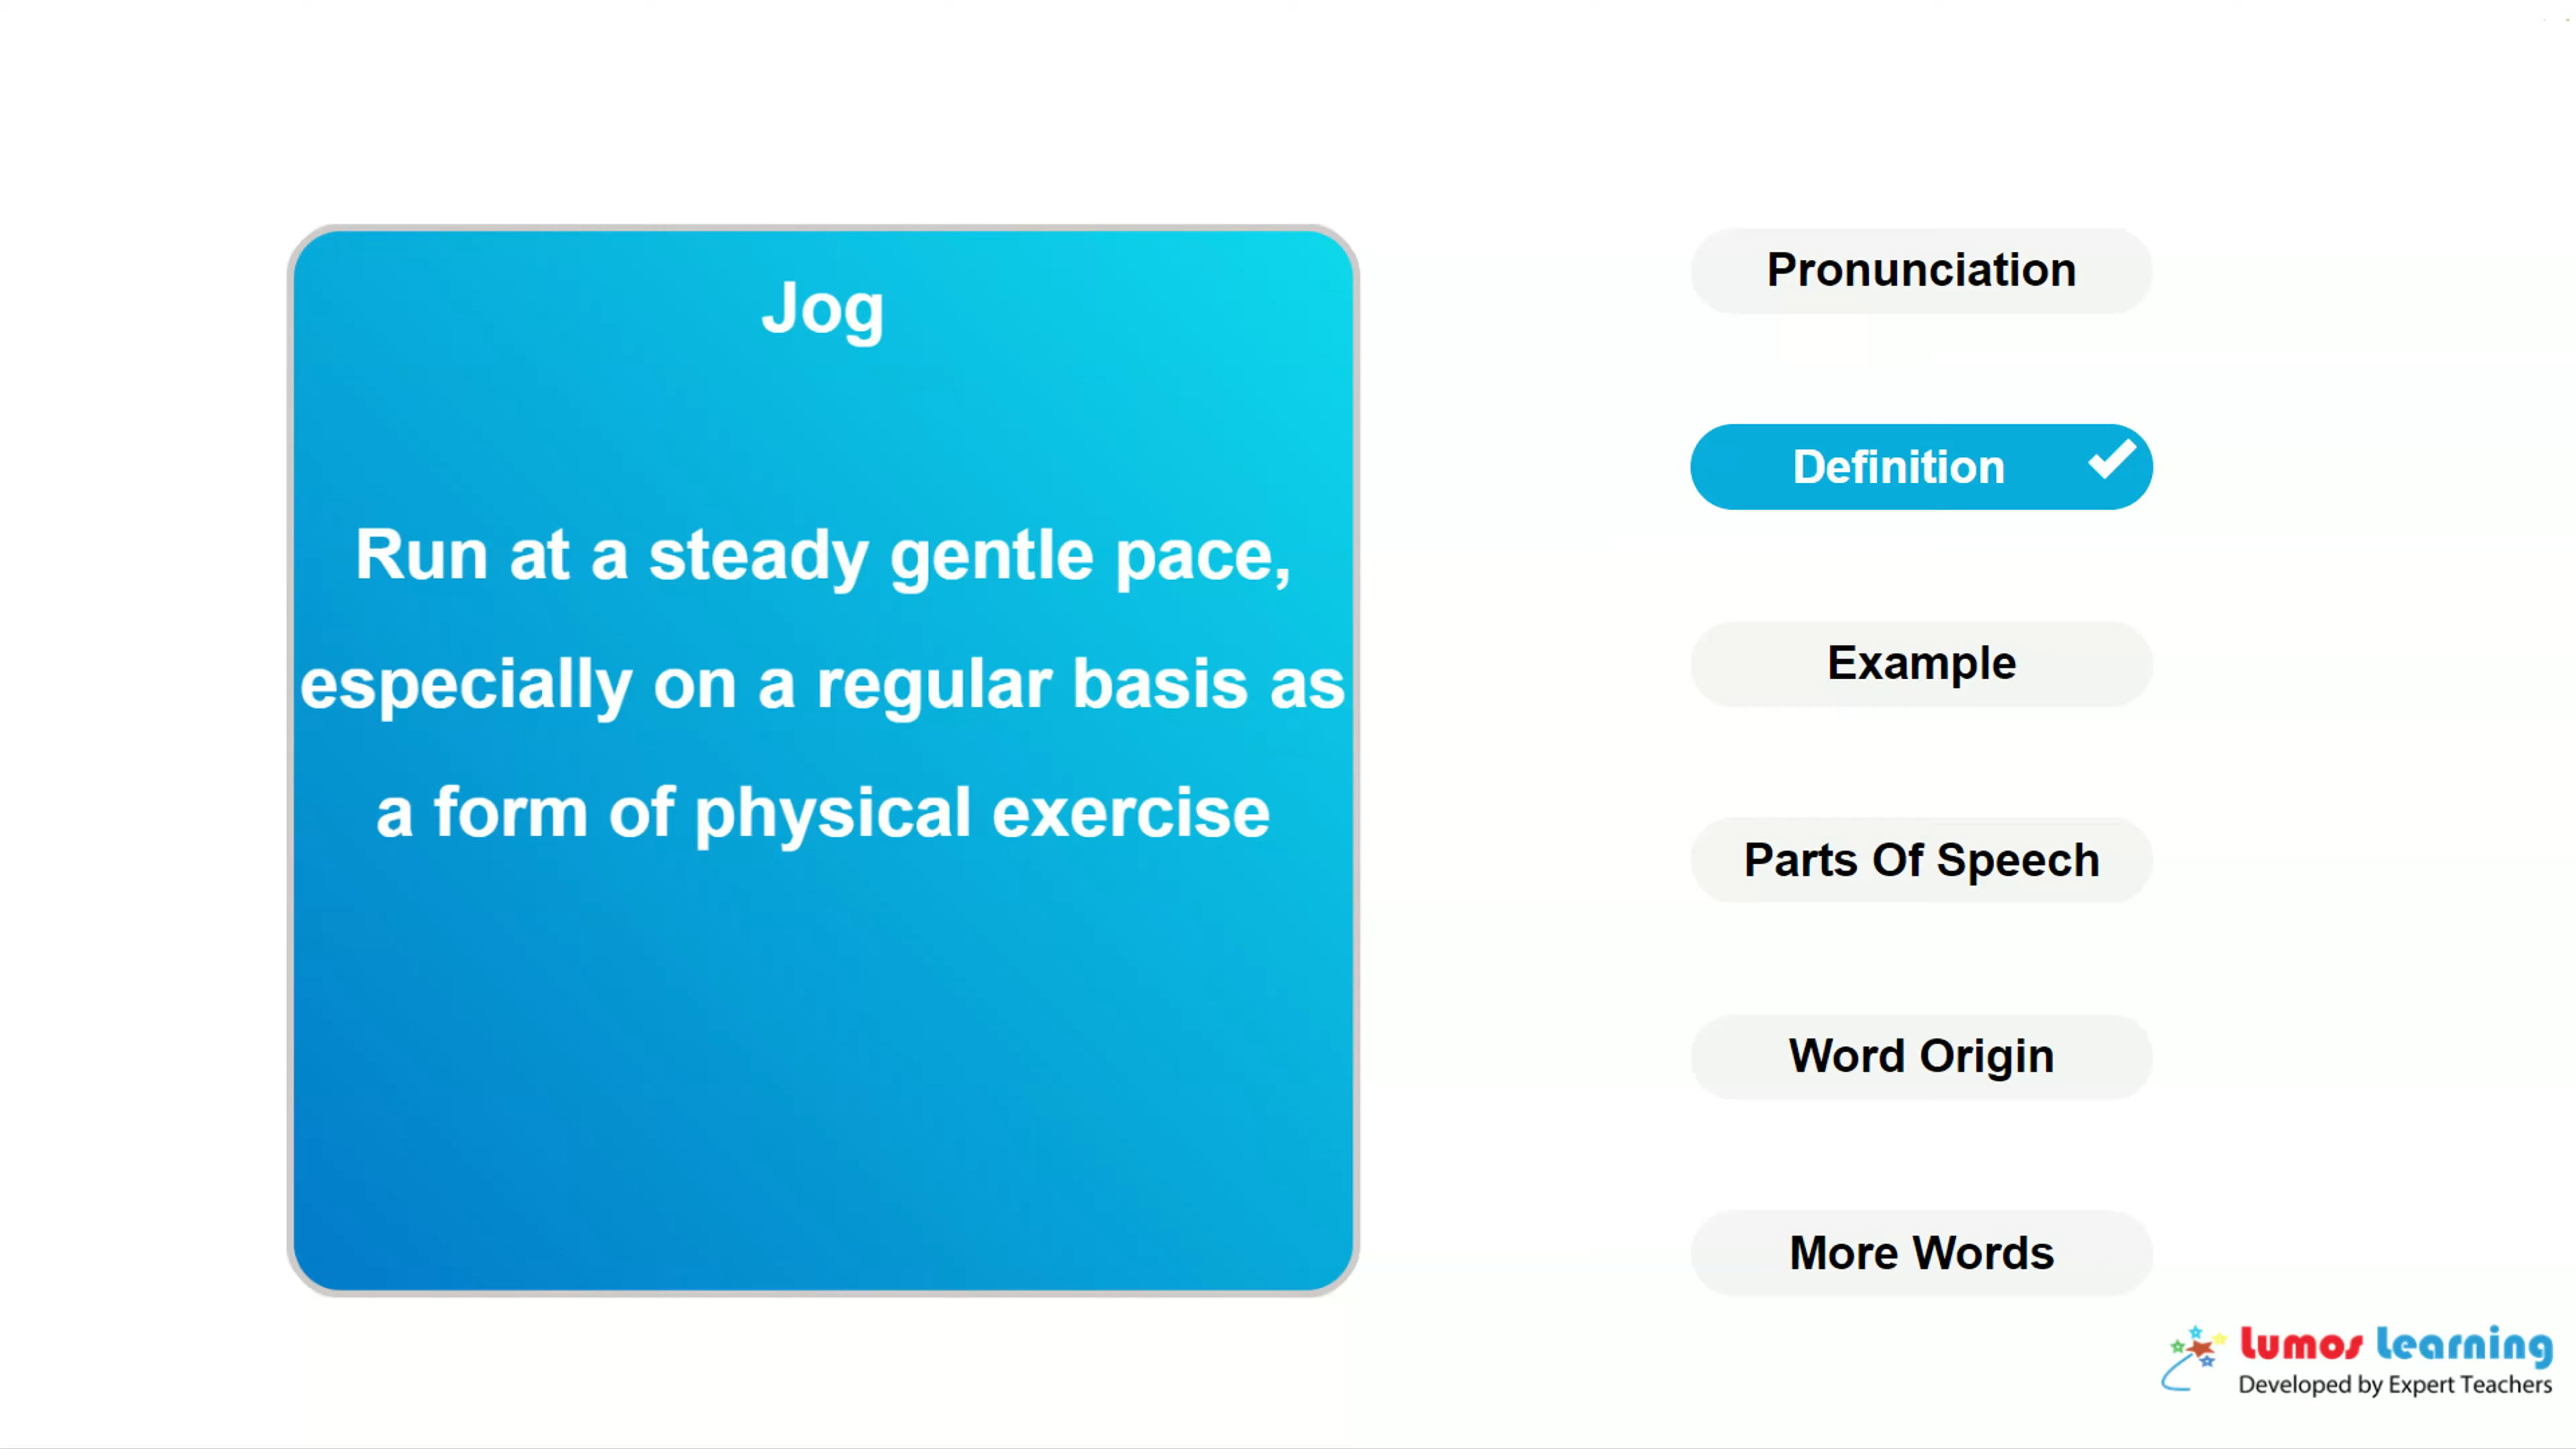 Jog
Run at a steady gentle pace,
especially on a regular basis as
a form of physical exercise
Pronunciation
Definition
Example
Parts Of Speech
Word Origin
More Words
Lumos Learning
Developed by Expert Teachers